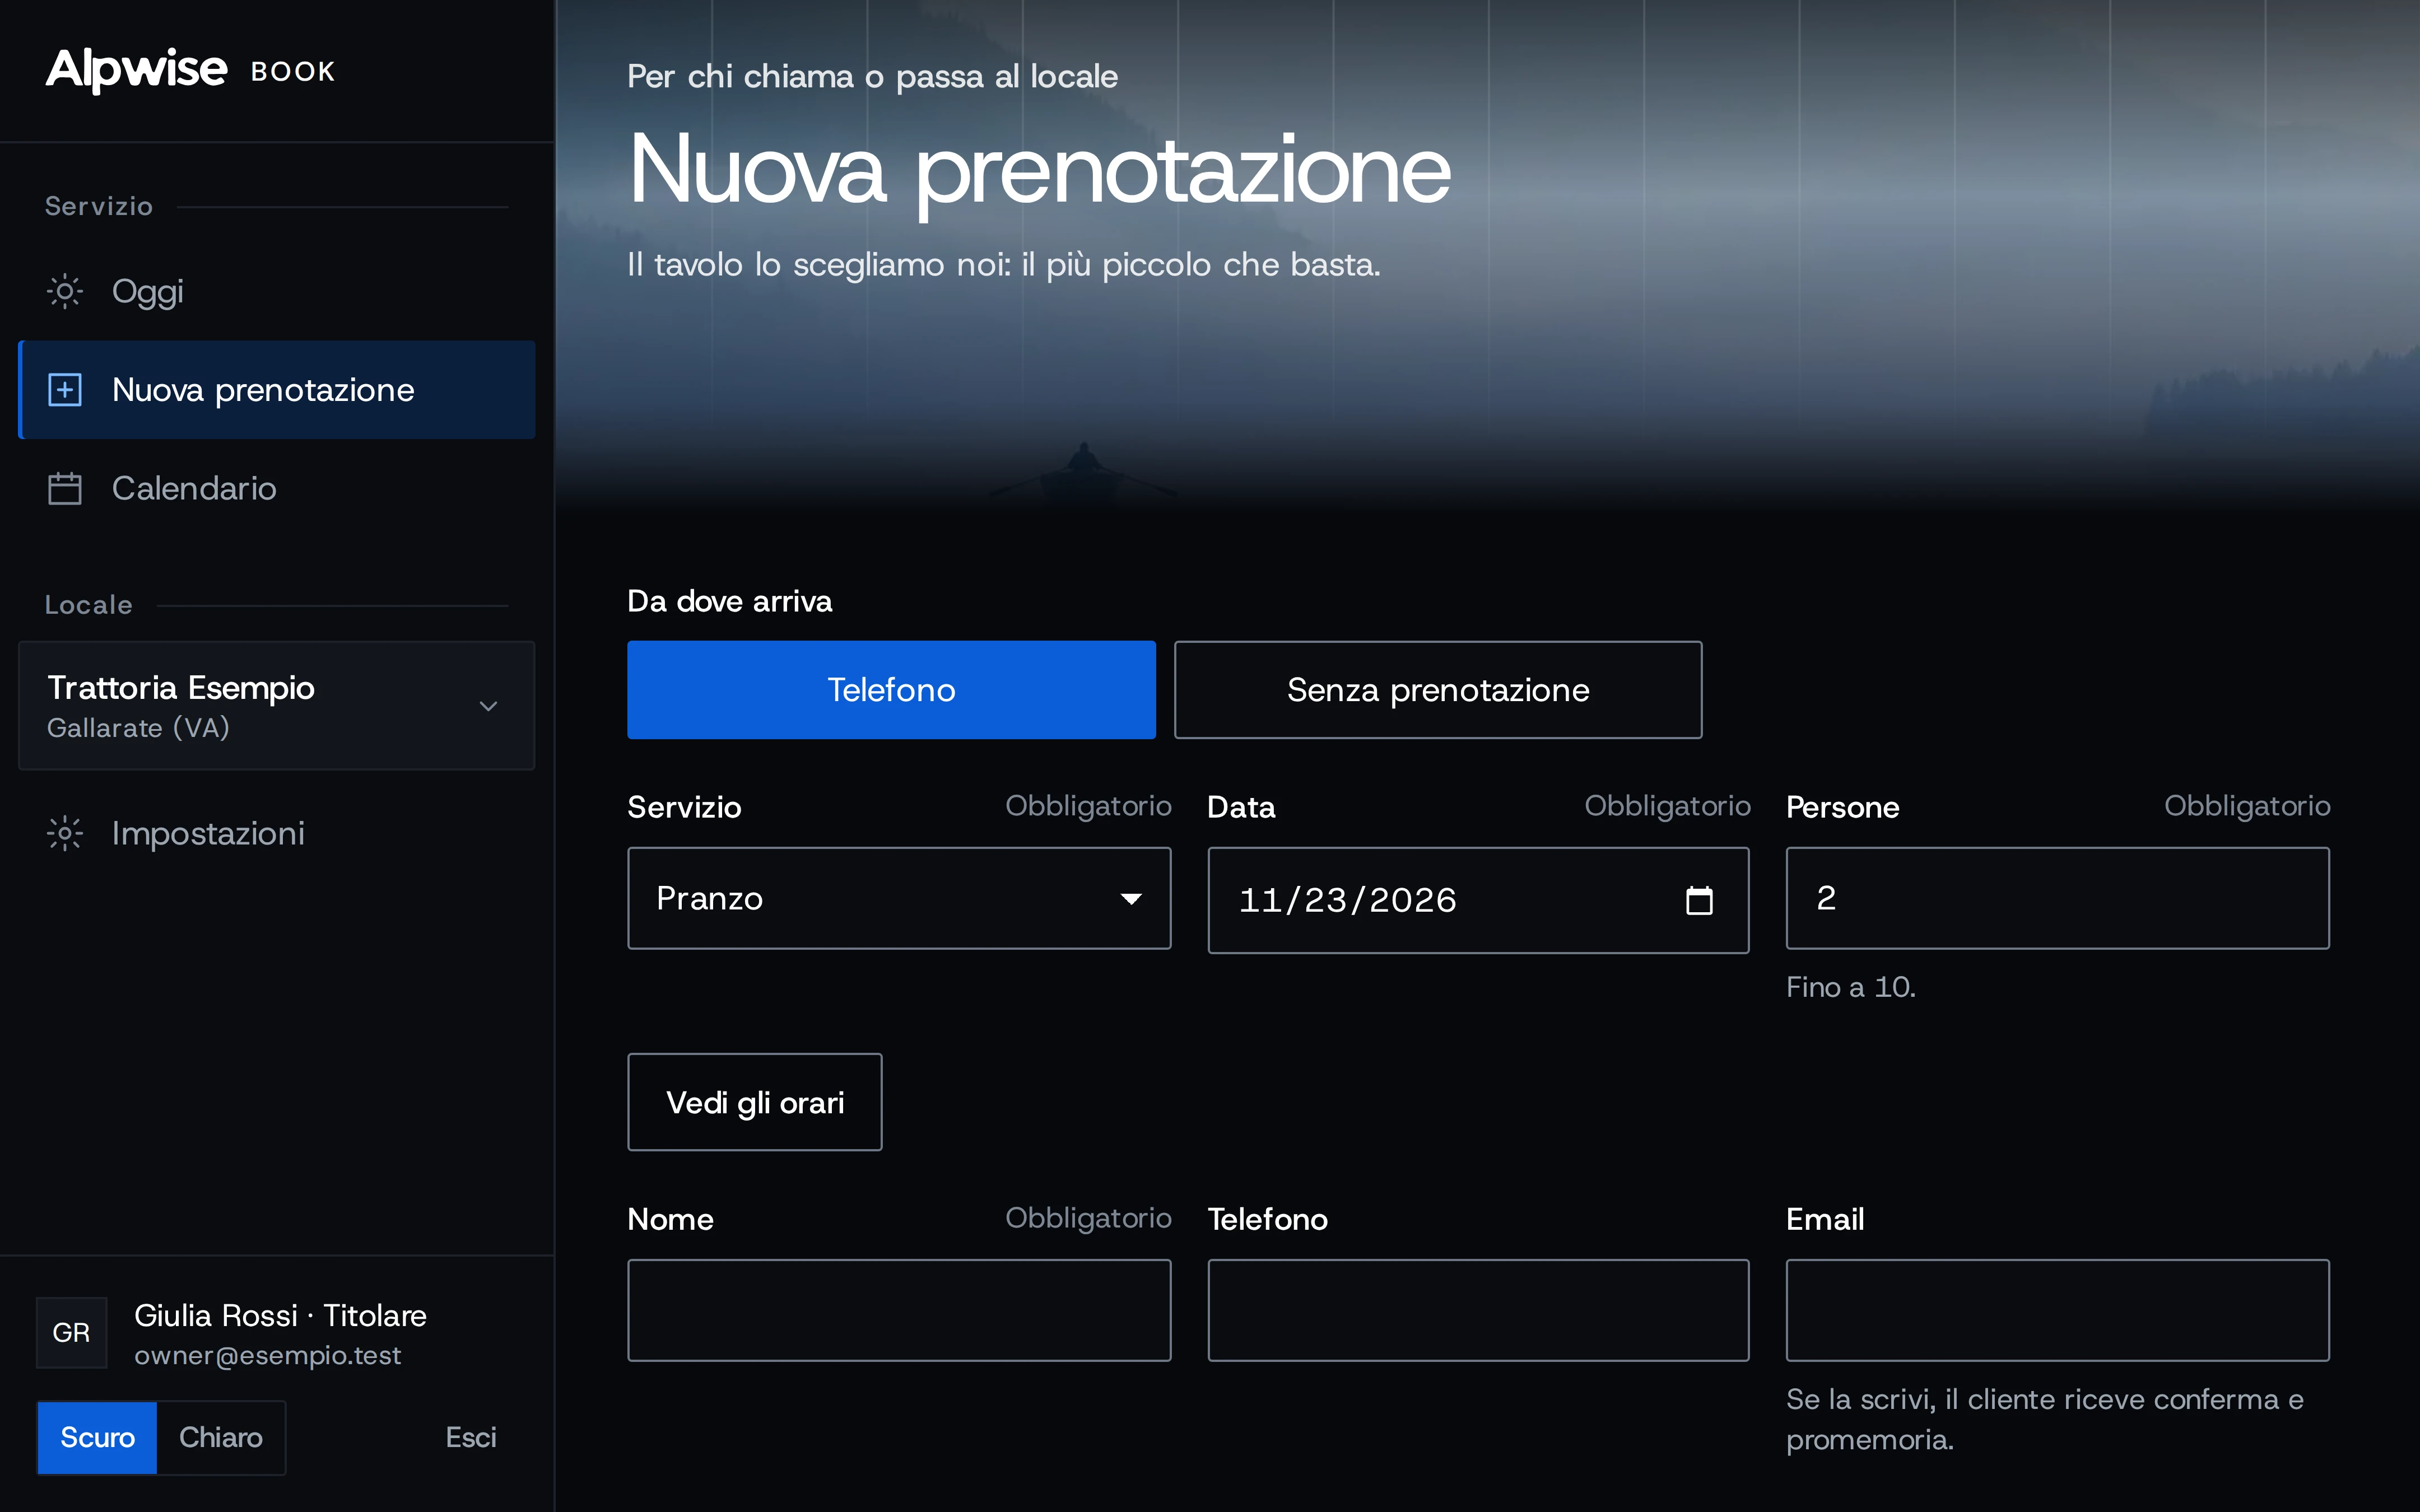 Alpwise BOOK
Servizio
Oggi
Nuova prenotazione
Calendario
Locale
Trattoria Esempio
Gallarate (VA)
Impostazioni
GR
Giulia Rossi · Titolare
owner@esempio.test
Scuro Chiaro Esci
Per chi chiama o passa al locale
Nuova prenotazione
Il tavolo lo scegliamo noi: il più piccolo che basta.
Da dove arriva
Telefono Senza prenotazione
Servizio Obbligatorio Data Obbligatorio Persone Obbligatorio
Pranzo 11/23/2026 2
Fino a 10.
Vedi gli orari
Nome Obbligatorio Telefono Email
Se la scrivi, il cliente riceve conferma e
promemoria.